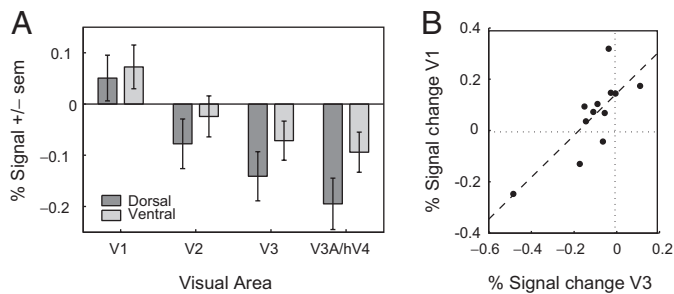 A
% Signal +/− sem
0.1
0
−0.1
−0.2
Dorsal
Ventral
V1 V2 V3 V3A/hV4
Visual Area
B
% Signal change V1
0.4
0.2
0
-0.2
-0.4
−0.6 −0.4 −0.2 0 0.2
% Signal change V3